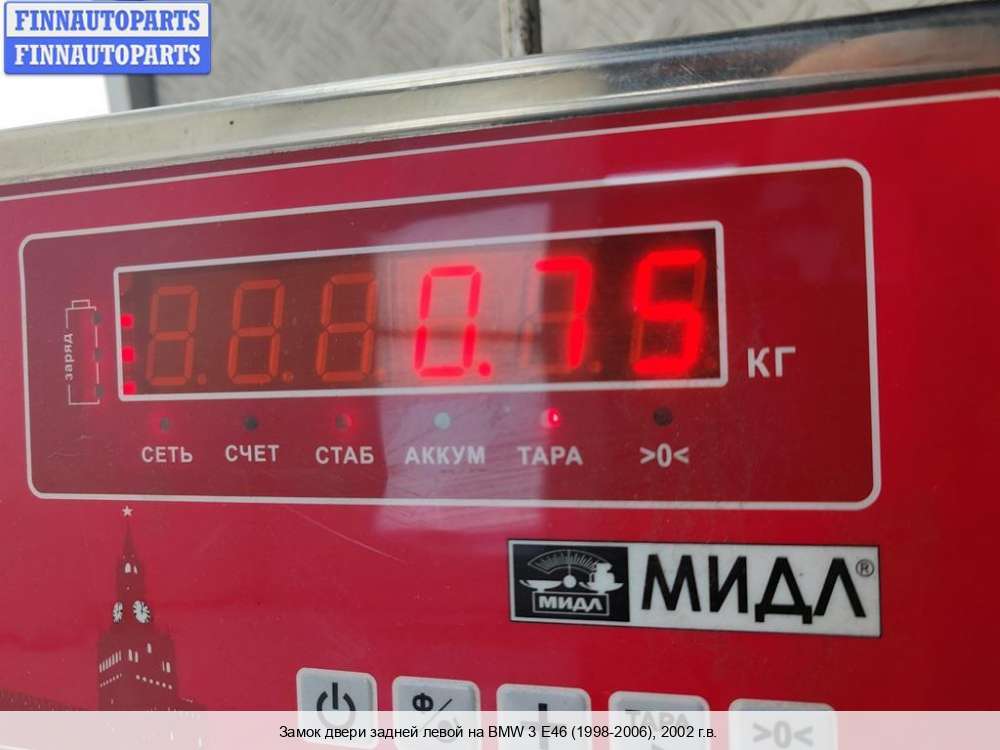 FINNAUTOPARTS
FINNAUTOPARTS
заряд
0.75
КГ
СЕТЬ СЧЕТ СТАБ АККУМ ТАРА >0<
МИДЛ
МИДЛ®
Ф
ТАРА >0<
Замок двери задней левой на BMW 3 E46 (1998-2006), 2002 г.в.